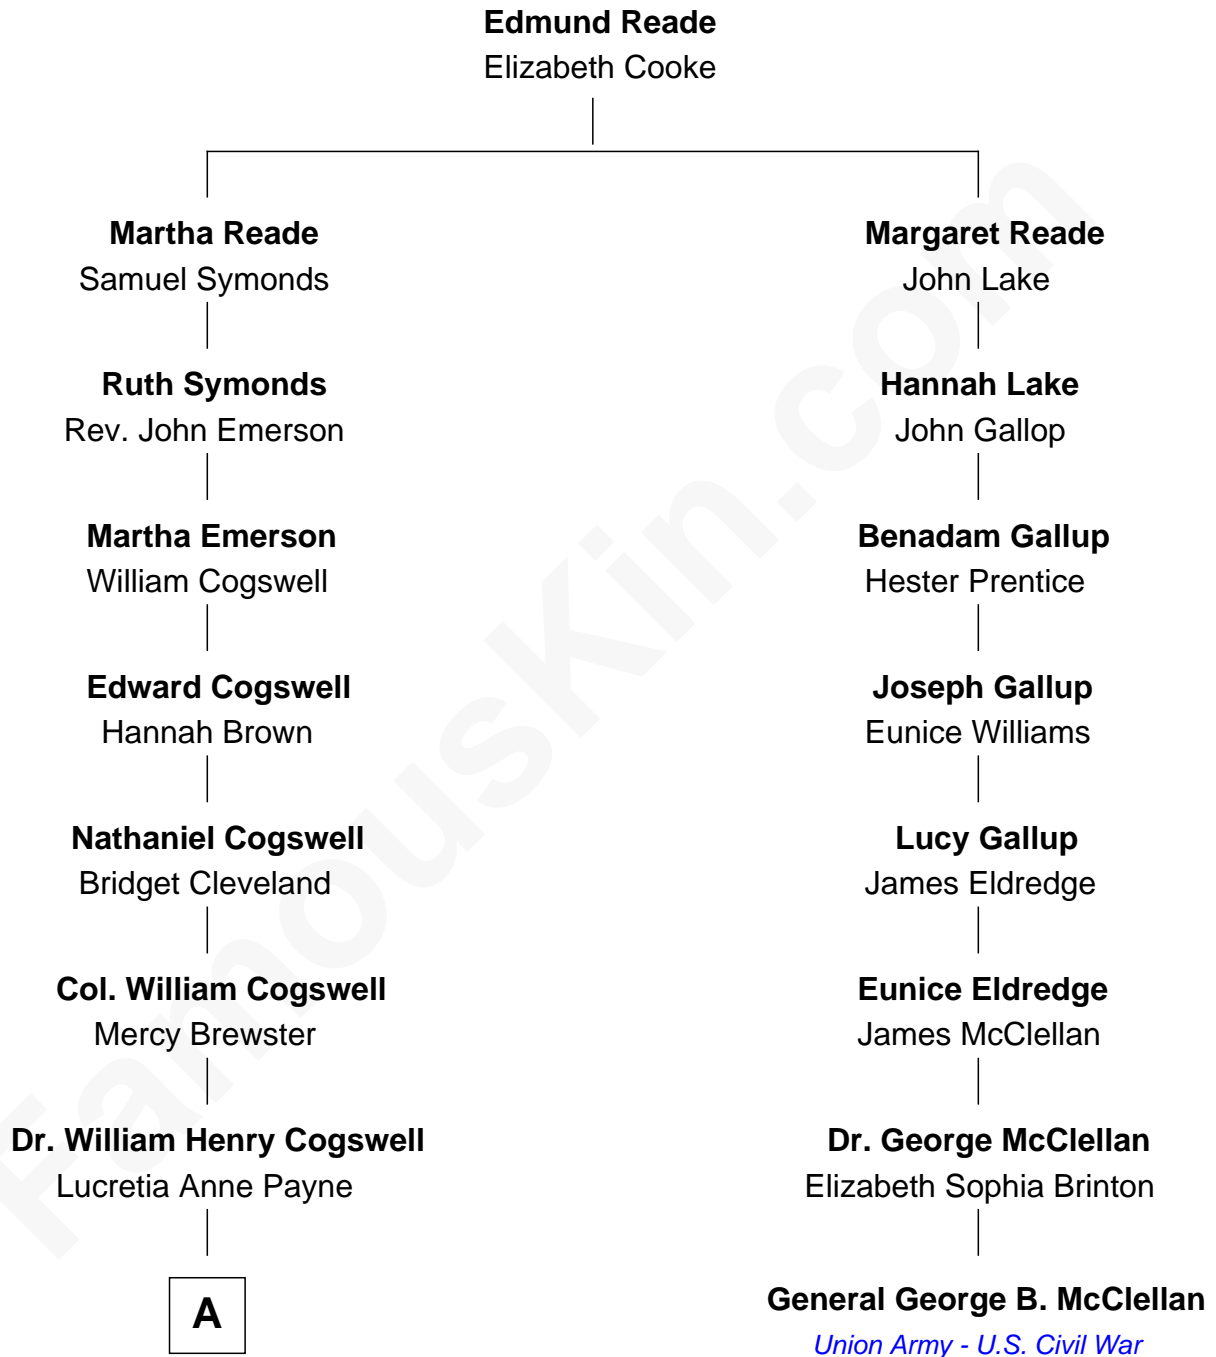 Edmund Reade
Elizabeth Cooke
Martha Reade
Samuel Symonds
Margaret Reade
John Lake
Ruth Symonds
Rev. John Emerson
Hannah Lake
John Gallop
Martha Emerson
William Cogswell
Benadam Gallup
Hester Prentice
Edward Cogswell
Hannah Brown
Joseph Gallup
Eunice Williams
Nathaniel Cogswell
Bridget Cleveland
Lucy Gallup
James Eldredge
Col. William Cogswell
Mercy Brewster
Eunice Eldredge
James McClellan
Dr. William Henry Cogswell
Lucretia Anne Payne
Dr. George McClellan
Elizabeth Sophia Brinton
A
General George B. McClellan
Union Army - U.S. Civil War
FamousKin.com